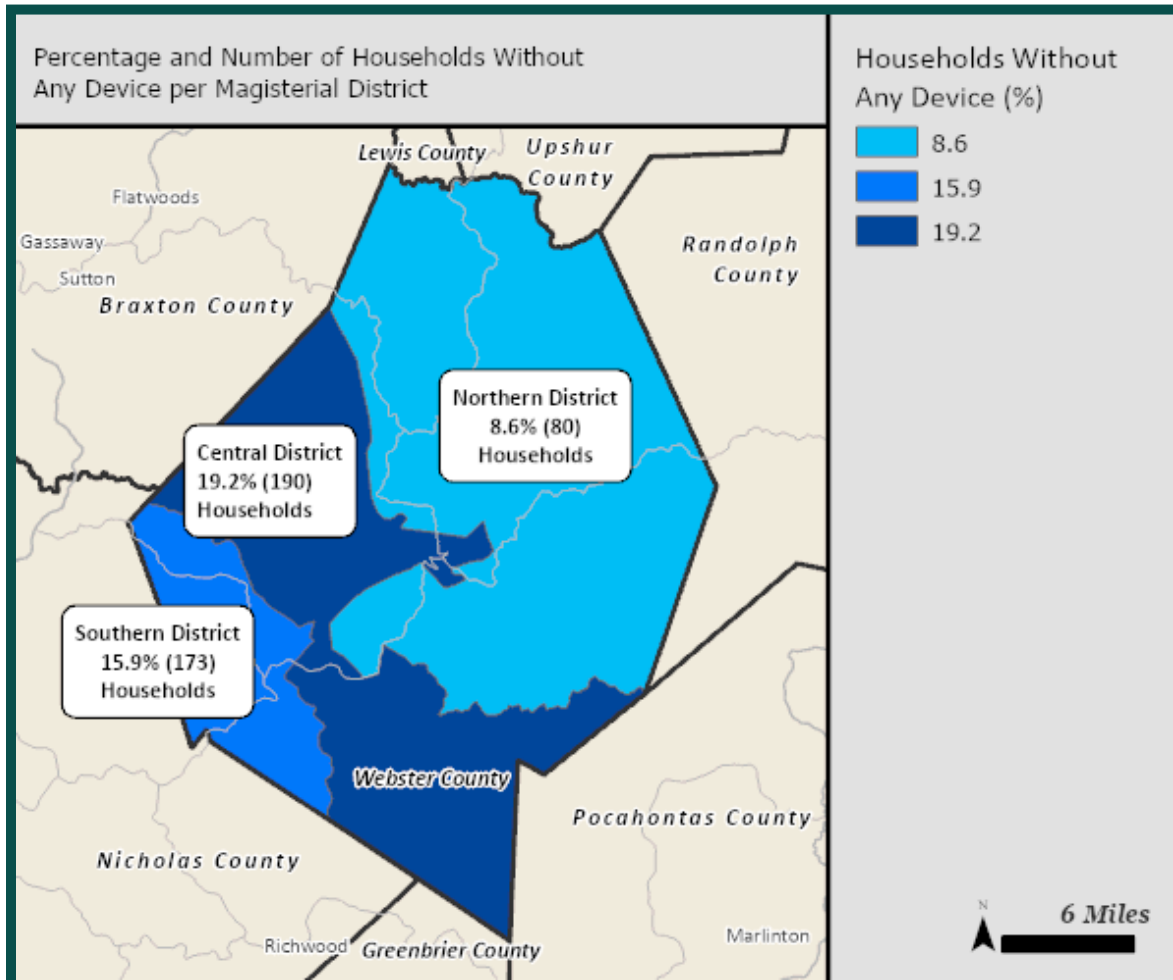 Percentage and Number of Households Without
Any Device per Magisterial District
Households Without
Any Device (%)
8.6
15.9
19.2
Lewis County
Upshur
County
Flatwoods
Gassaway
Sutton
Randolph
County
Braxton County
Northern District
8.6% (80)
Households
Central District
19.2% (190)
Households
Southern District
15.9% (173)
Households
Webster County
Pocahontas County
Nicholas County
Richwood
Greenbrier County
Marlinton
N
6 Miles